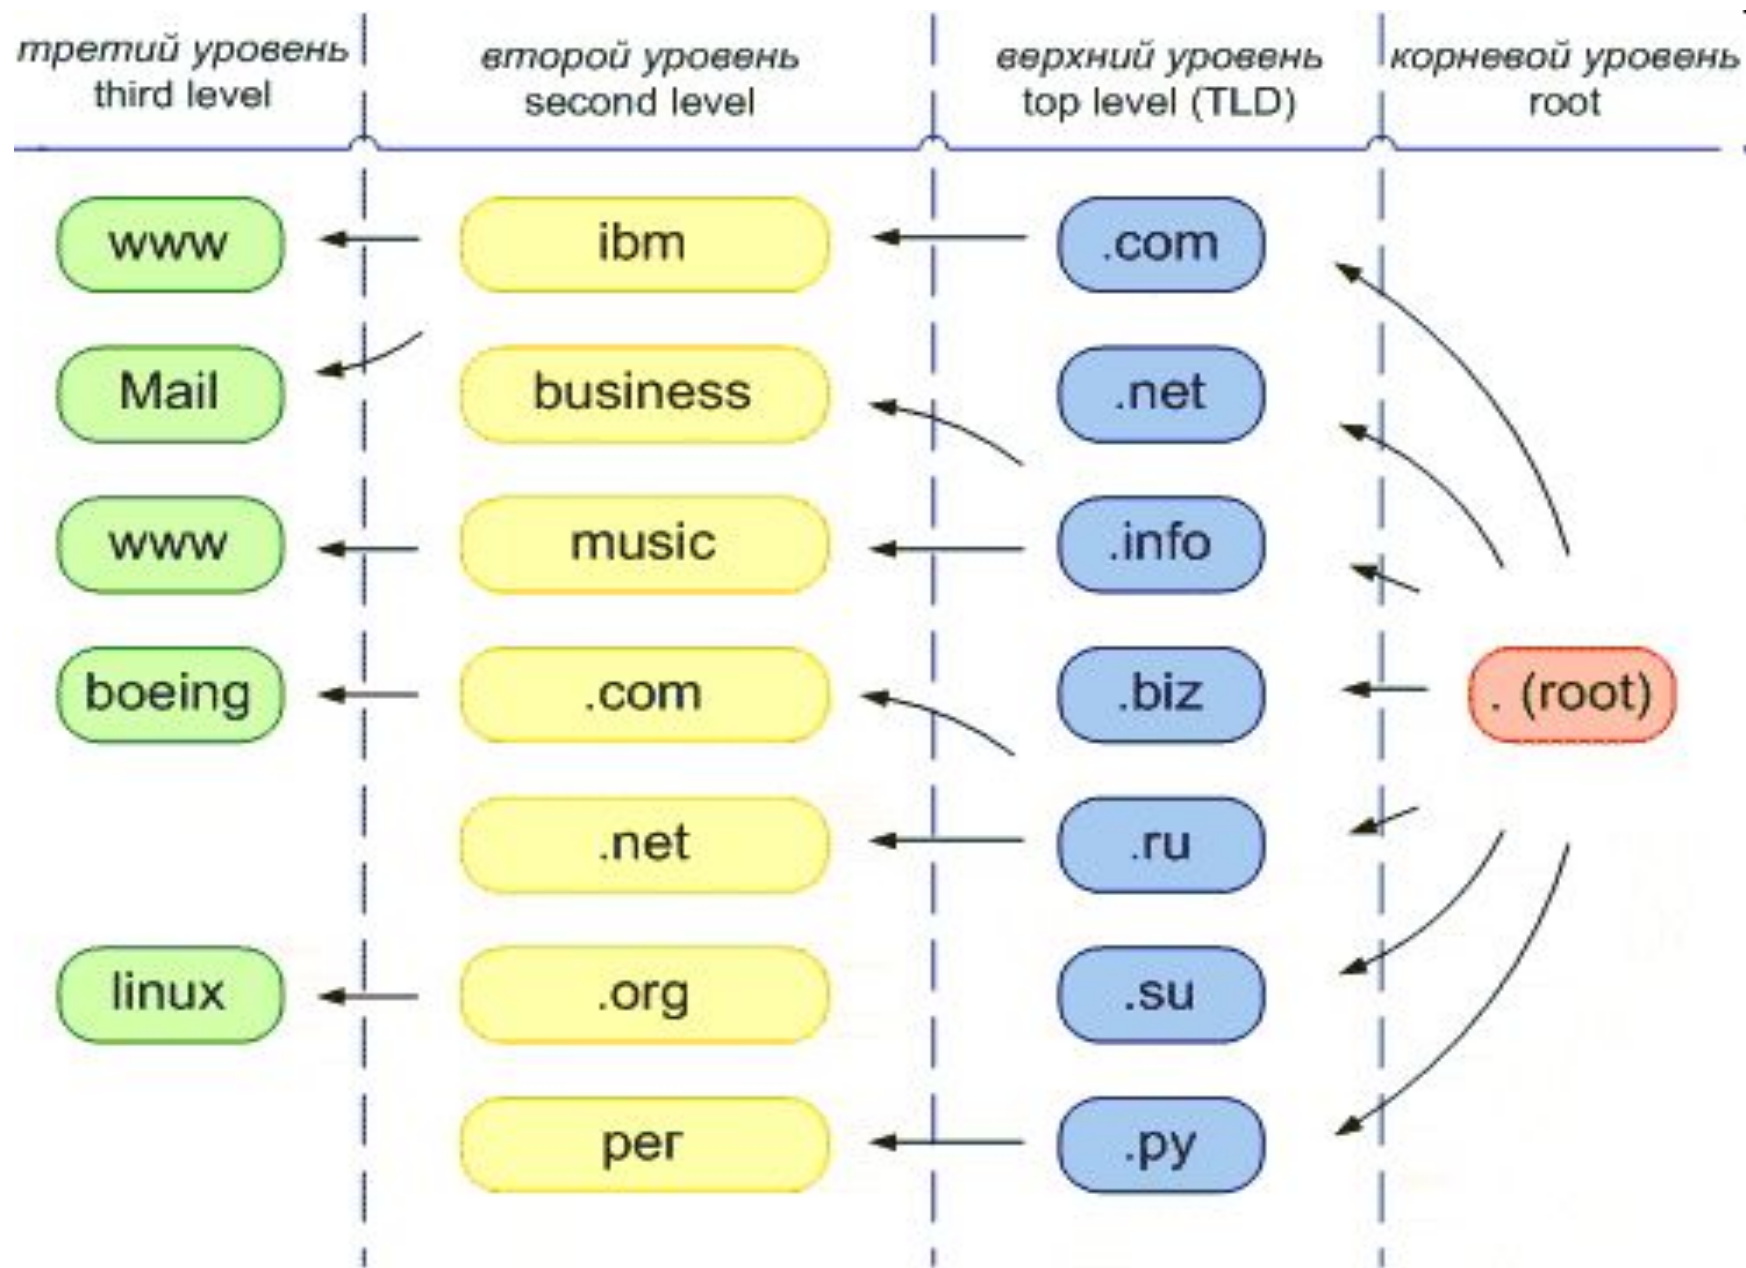 третий уровень
third level
второй уровень
second level
верхний уровень
top level (TLD)
корневой уровень
root
www
ibm
.com
Mail
business
.net
www
music
.info
boeing
.com
.biz
. (root)
.net
.ru
linux
.org
.su
рег
.ру